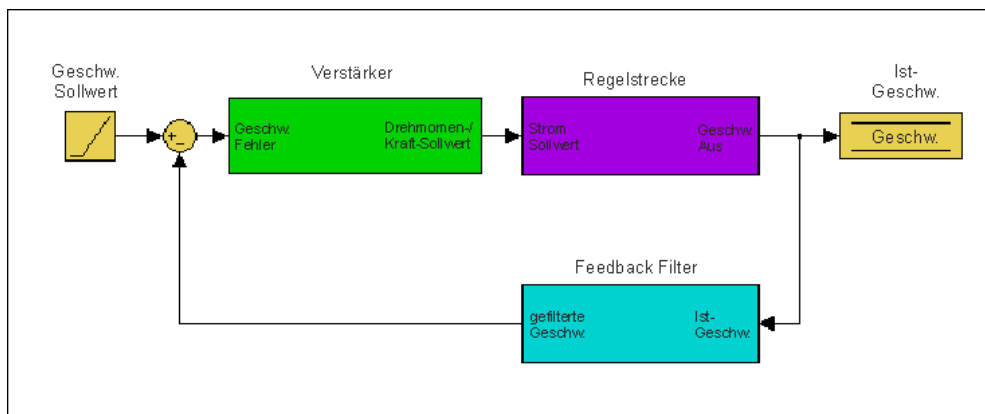 Geschw.
Sollwert
Verstärker
Regelstrecke
Ist-
Geschw.
+
−
Geschw.
Fehler
Drehmomen-/
Kraft-Sollwert
Strom
Sollwert
Geschw.
Aus
Geschw.
Feedback Filter
gefilterte
Geschw.
Ist-
Geschw.